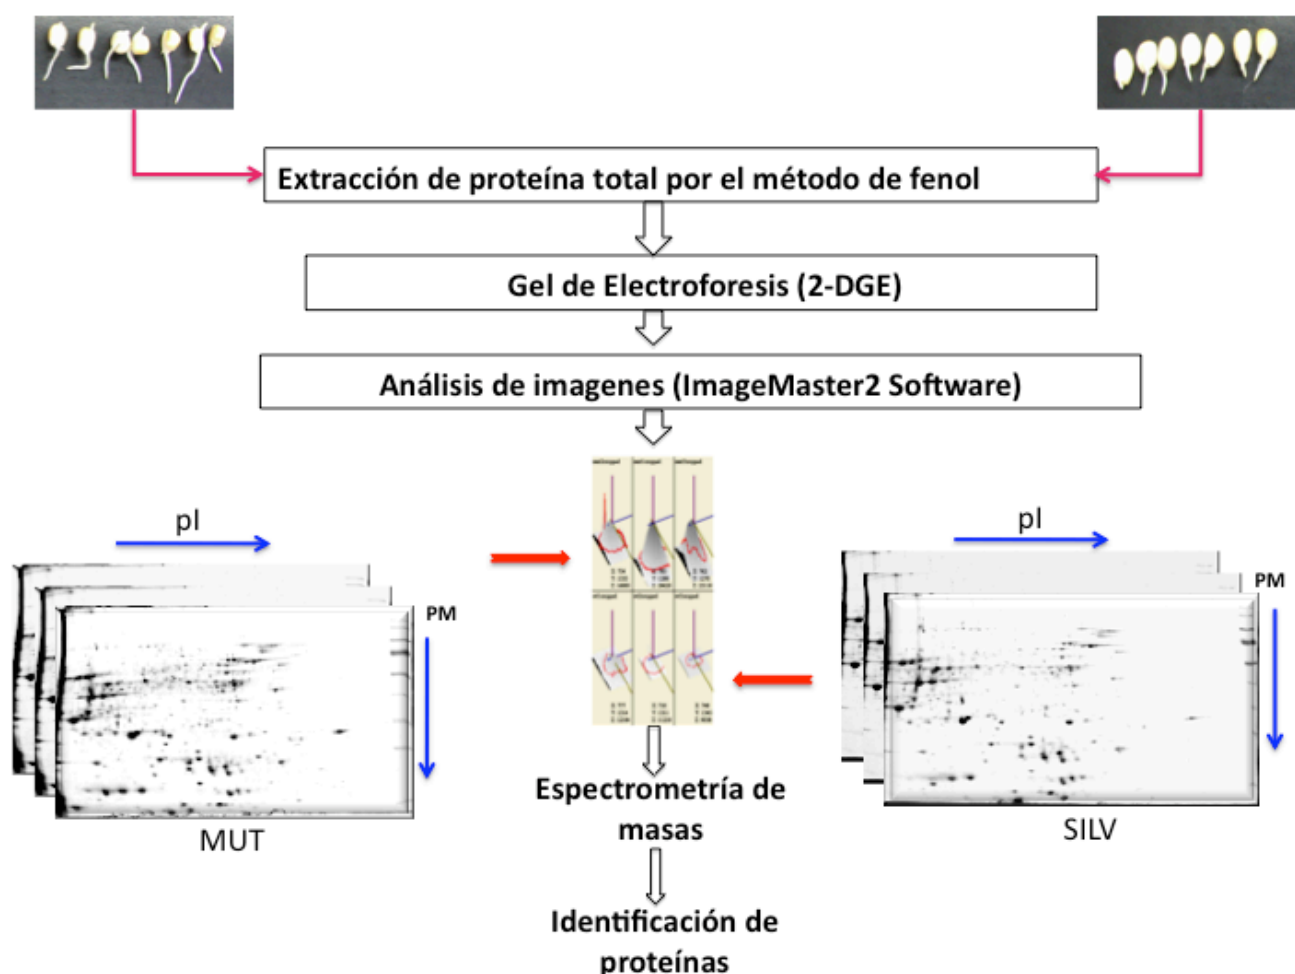 Extracción de proteína total por el método de fenol
Gel de Electroforesis (2-DGE)
Análisis de imagenes (ImageMaster2 Software)
pI
pI
PM
PM
MUT
SILV
Espectrometría de
masas
Identificación de
proteínas